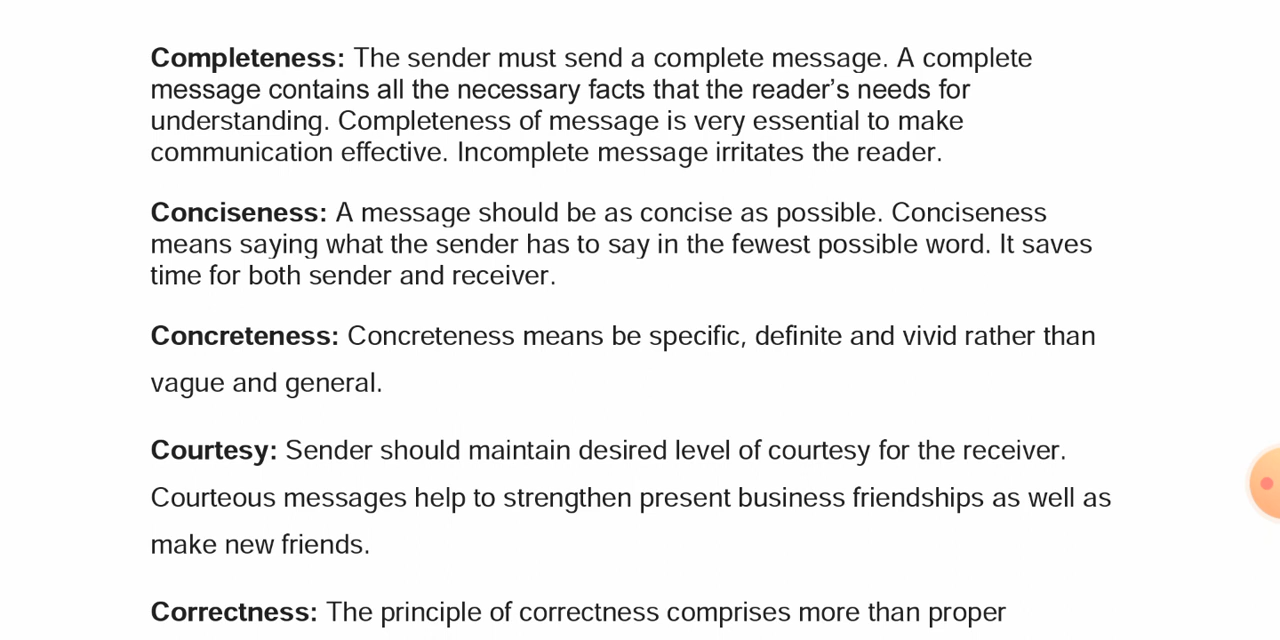 Completeness: The sender must send a complete message. A complete
message contains all the necessary facts that the reader’s needs for
understanding. Completeness of message is very essential to make
communication effective. Incomplete message irritates the reader.
Conciseness: A message should be as concise as possible. Conciseness
means saying what the sender has to say in the fewest possible word. It saves
time for both sender and receiver.
Concreteness: Concreteness means be specific, definite and vivid rather than
vague and general.
Courtesy: Sender should maintain desired level of courtesy for the receiver.
Courteous messages help to strengthen present business friendships as well as
make new friends.
Correctness: The principle of correctness comprises more than proper